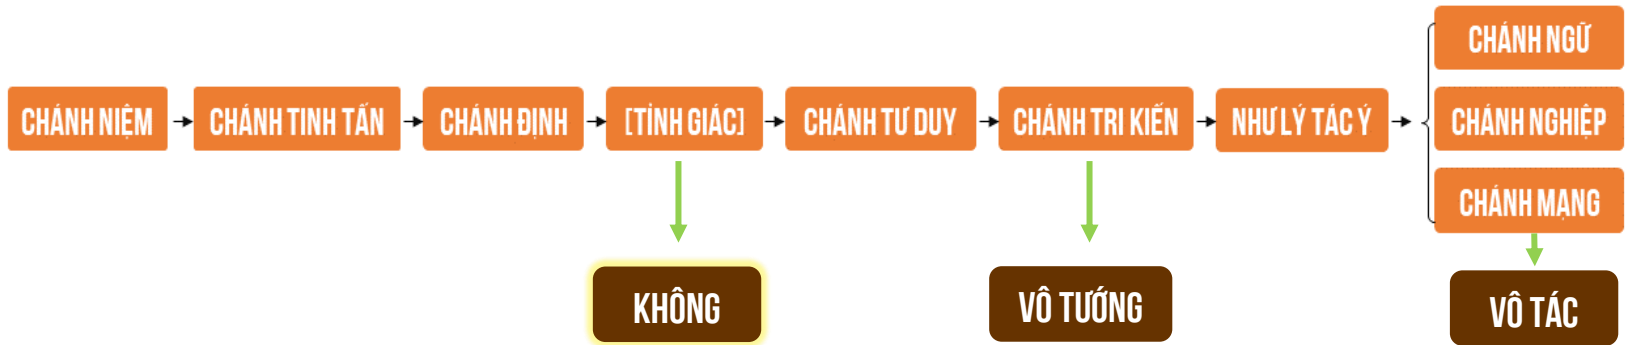 CHÁNH NIỆM
CHÁNH TINH TẤN
CHÁNH ĐỊNH
[TỈNH GIÁC]
CHÁNH TƯ DUY
CHÁNH TRI KIẾN
NHƯ LÝ TÁC Ý
CHÁNH NGỮ
CHÁNH NGHIỆP
CHÁNH MẠNG
KHÔNG
VÔ TƯỚNG
VÔ TÁC